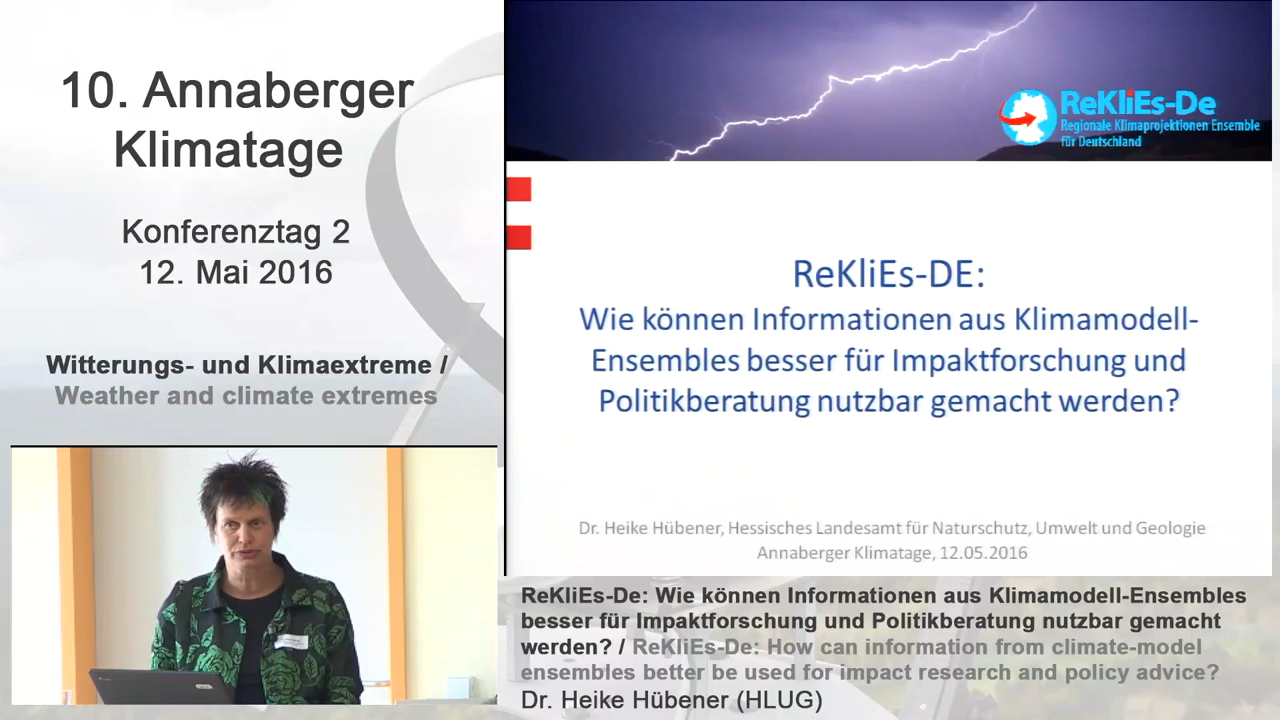 10. Annaberger
Klimatage
Konferenztag 2
12. Mai 2016
Witterungs- und Klimaextreme /
Weather and climate extremes
ReKliEs-De
Regionale Klimaprojektionen Ensemble
für Deutschland
ReKliEs-DE:
Wie können Informationen aus Klimamodell-
Ensembles besser für Impaktforschung und
Politikberatung nutzbar gemacht werden?
Dr. Heike Hübener, Hessisches Landesamt für Naturschutz, Umwelt und Geologie
Annaberger Klimatage, 12.05.2016
ReKliEs-De: Wie können Informationen aus Klimamodell-Ensembles
besser für Impaktforschung und Politikberatung nutzbar gemacht
werden? / ReKliEs-De: How can information from climate-model
ensembles better be used for impact research and policy advice?
Dr. Heike Hübener (HLUG)